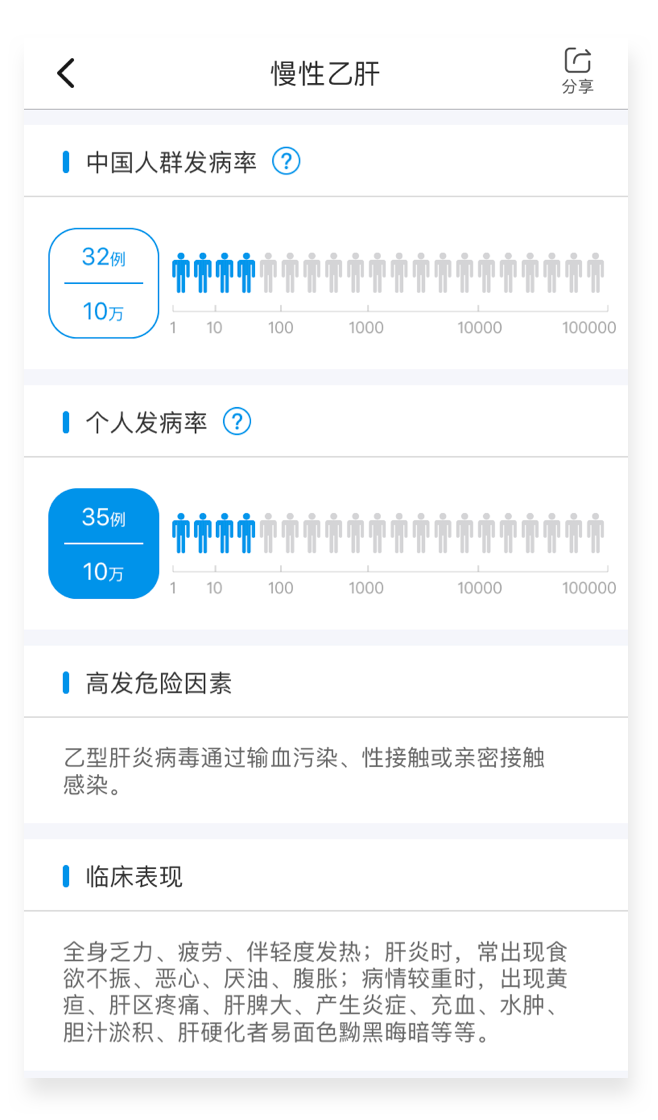 慢性乙肝
分享
中国人群发病率 ?
32例
10万
1 10 100 1000 10000 100000
个人发病率 ?
35例
10万
1 10 100 1000 10000 100000
高发危险因素
乙型肝炎病毒通过输血污染、性接触或亲密接触
感染。
临床表现
全身乏力、疲劳、伴轻度发热；肝炎时，常出现食
欲不振、恶心、厌油、腹胀；病情较重时，出现黄
疸、肝区疼痛、肝脾大、产生炎症、充血、水肿、
胆汁淤积、肝硬化者易面色黝黑晦暗等等。